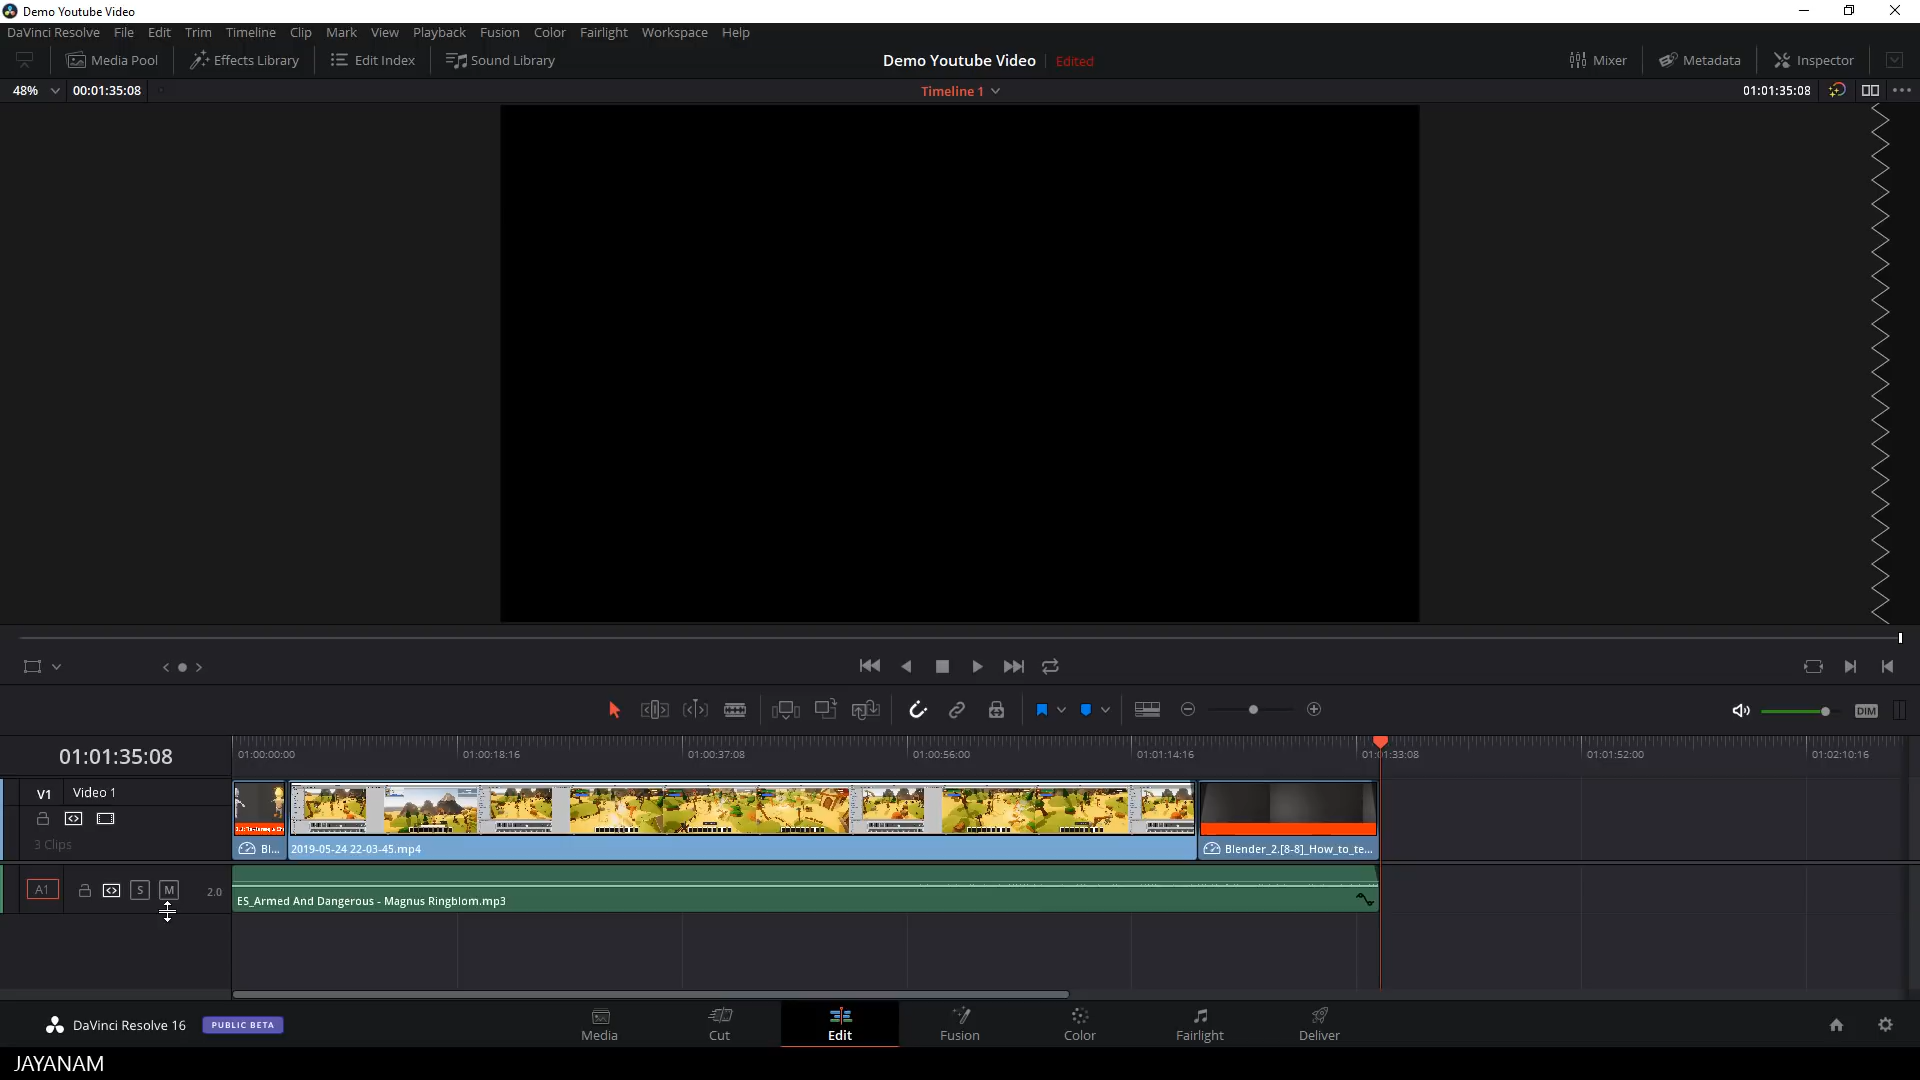 Demo Youtube Video
DaVinci Resolve File Edit Trim Timeline Clip Mark View Playback Fusion Color Fairlight Workspace Help
Media Pool Effects Library Edit Index Sound Library Demo Youtube Video Edited Mixer Metadata Inspector
48% 00:01:35:08 Timeline 1 01:01:35:08
DIM
01:01:35:08 01:00:00:00 01:00:18:16 01:00:37:08 01:00:56:00 01:01:14:16 01:01:33:08 01:01:52:00 01:02:10:16
V1 Video 1
3 Clips
Bl... 2019-05-24 22-03-45.mp4 Blender_2.[8-8]_How_to_te...
A1 S M 2.0
ES_Armed And Dangerous - Magnus Ringblom.mp3
DaVinci Resolve 16 PUBLIC BETA Media Cut Edit Fusion Color Fairlight Deliver
JAYANAM